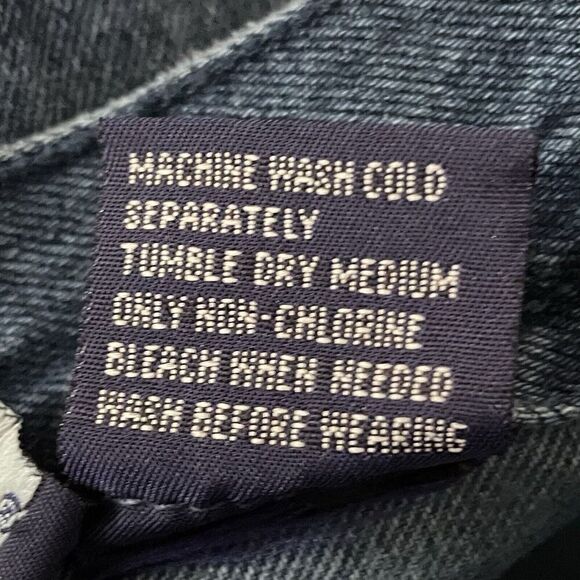 MACHINE WASH COLD
SEPARATELY
TUMBLE DRY MEDIUM
ONLY NON-CHLORINE
BLEACH WHEN NEEDED
WASH BEFORE WEARING